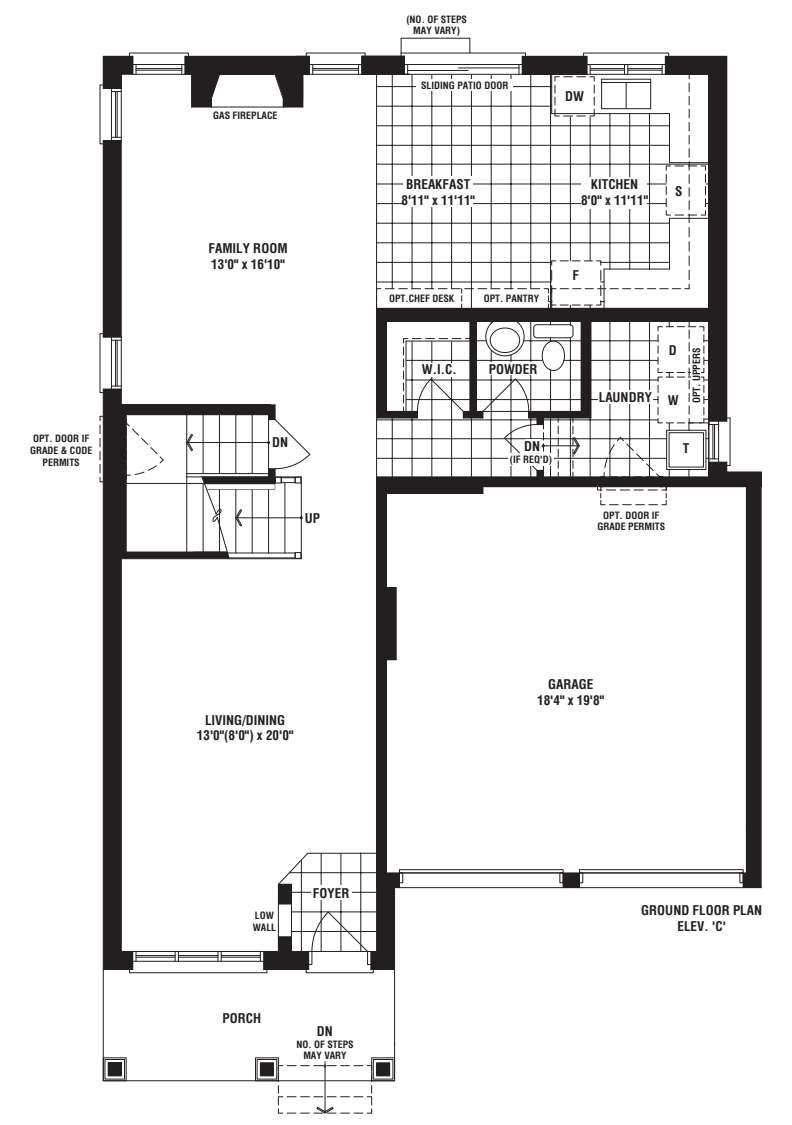 (NO. OF STEPS
MAY VARY)
SLIDING PATIO DOOR
DW
GAS FIREPLACE
BREAKFAST
8'11" x 11'11"
KITCHEN
8'0" x 11'11"
S
FAMILY ROOM
13'0" x 16'10"
F
OPT.CHEF DESK
OPT. PANTRY
W.I.C.
POWDER
LAUNDRY
D
W
OPT. UPPERS
T
OPT. DOOR IF
GRADE & CODE
PERMITS
DN
DN
(IF REQ'D)
UP
OPT. DOOR IF
GRADE PERMITS
GARAGE
18'4" x 19'8"
LIVING/DINING
13'0"(8'0") x 20'0"
FOYER
LOW
WALL
GROUND FLOOR PLAN
ELEV. 'C'
PORCH
DN
NO. OF STEPS
MAY VARY